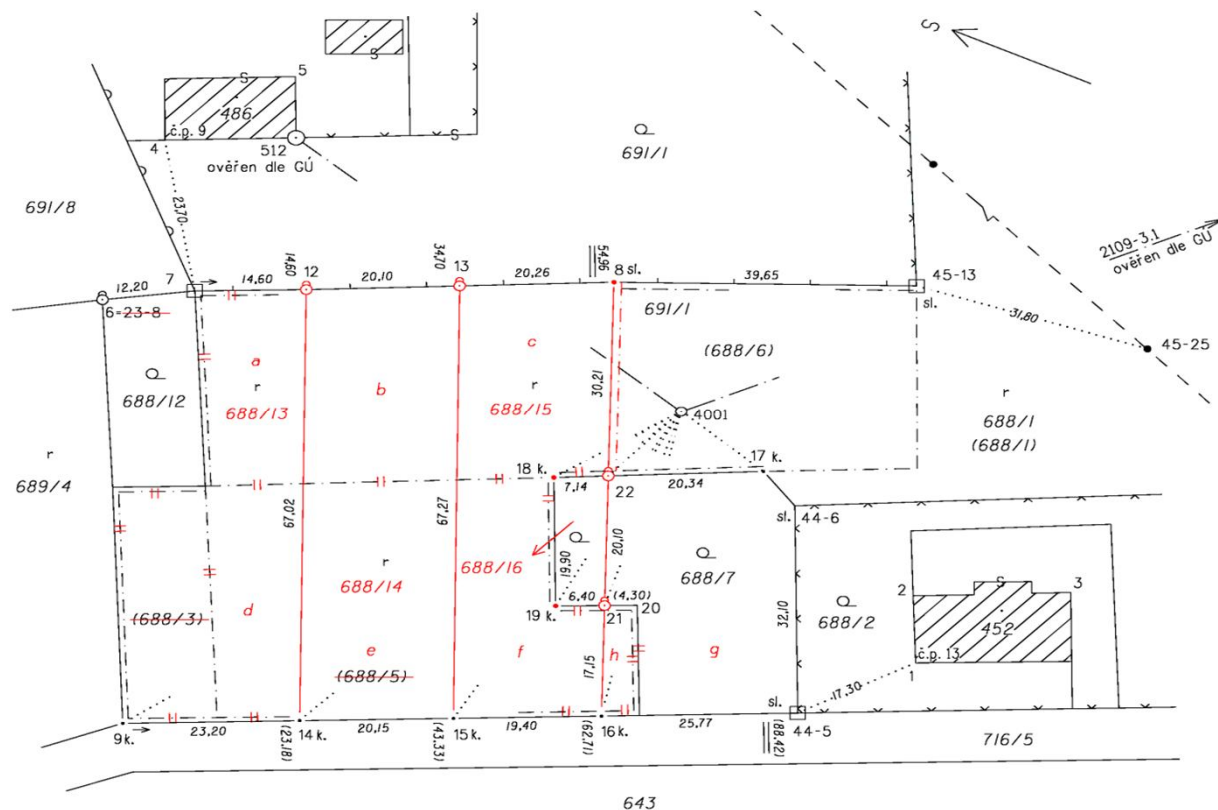 S
5
S
S
486
č.p. 9
4
512
ověřen dle GÚ
S
691/1
691/8
23,70
2109-3.1
ověřen dle GÚ
7
12,20
14,60
(14,60)
12
20,10
34,70
13
20,26
54,96
8 sl.
39,65
45-13
sl.
31,80
45-25
6=23-8
691/1
(688/6)
a
b
c
r
r
688/12
688/13
688/15
30,21
4001
r
688/1
(688/1)
r
689/4
18 k.
7,14
22
20,34
17 k.
sl.
44-6
67,02
67,27
r
688/14
688/16
19,90
20,10
688/7
688/2
32,10
2
S
3
452
č.p. 13
1
(688/3)
d
6,40
(4,30)
20
19 k.
21
e
f
h
g
(688/5)
17,15
17,30
sl.
9k.
23,20
(23,18)
14 k.
20,15
(43,33)
15 k.
19,40
(62,71)
16 k.
25,77
(88,42)
44-5
716/5
643